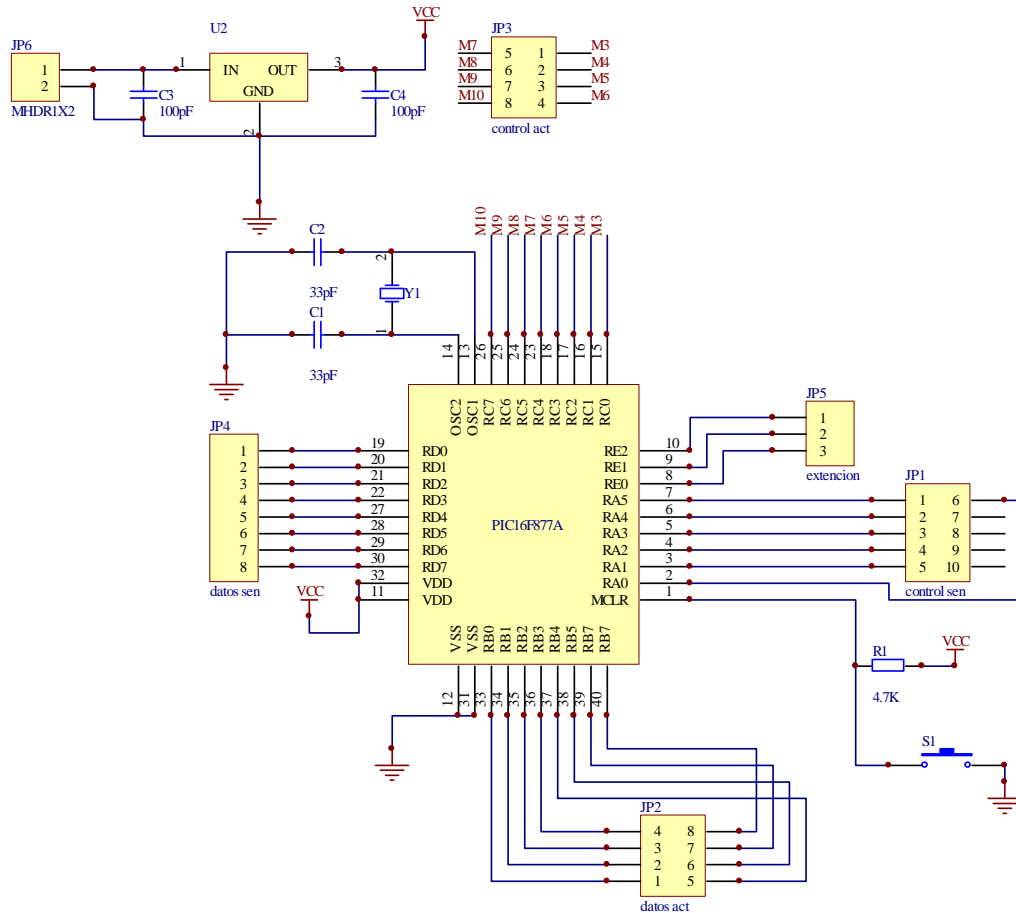 VCC
JP6
1
2
MHDR1X2
C3
100pF
U2
1
IN
OUT
3
GND
2
C4
100pF
JP3
M7
5
1
M3
M8
6
2
M4
M9
7
3
M5
M10
8
4
M6
control act
M10
M9
M8
M7
M6
M5
M4
M3
C2
33pF
C1
33pF
2
Y1
1
14
13
26
25
24
23
18
17
16
15
OSC2
OSC1
RC7
RC6
RC5
RC4
RC3
RC2
RC1
RC0
JP4
1
2
3
4
5
6
7
8
datos sen
19
RD0
20
RD1
21
RD2
22
RD3
27
RD4
28
RD5
29
RD6
30
RD7
32
VDD
11
VDD
VCC
PIC16F877A
RE2
10
RE1
9
RE0
8
RA5
7
RA4
6
RA3
5
RA2
4
RA1
3
RA0
2
MCLR
1
JP5
1
2
3
extencion
JP1
1
6
2
7
3
8
4
9
5
10
control sen
VSS
VSS
RB0
RB1
RB2
RB3
RB4
RB5
RB7
RB7
12
31
33
34
35
36
37
38
39
40
R1
VCC
4.7K
S1
JP2
4
8
3
7
2
6
1
5
datos act